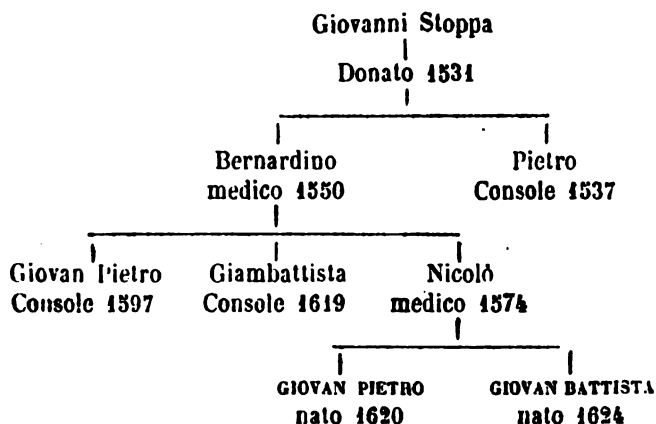 Giovanni Stoppa
Donato 1531
Bernardino Pietro
medico 1550 Console 1537
Giovan Pietro Giambattista Nicolò
Console 1597 Console 1619 medico 1574
GIOVAN PIETRO GIOVAN BATTISTA
nato 1620 nato 1624